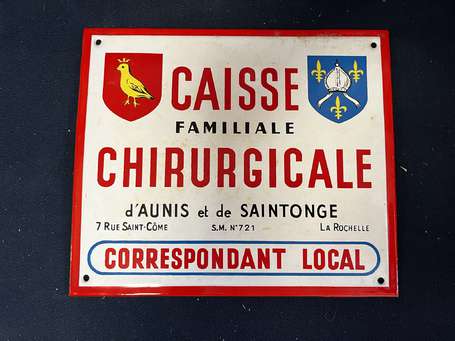 CAISSE
FAMILIALE
CHIRURGICALE
d'AUNIS et de SAINTONGE
7 RUE SAINT-CÔME S.M. N°721 LA ROCHELLE
CORRESPONDANT LOCAL